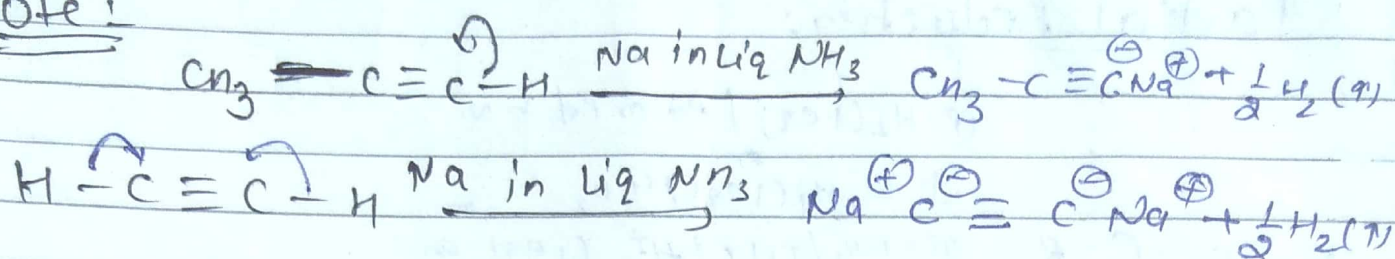 Note:
CH₃ — C ≡ C – H Na in Liq NH₃ → CH₃ – C ≡ C⊖Na⊕ + 1/2 H₂ (g)
H – C ≡ C – H Na in Liq NH₃ → Na⊕ C⊖ ≡ C⊖ Na⊕ + 1/2 H₂ (↑)